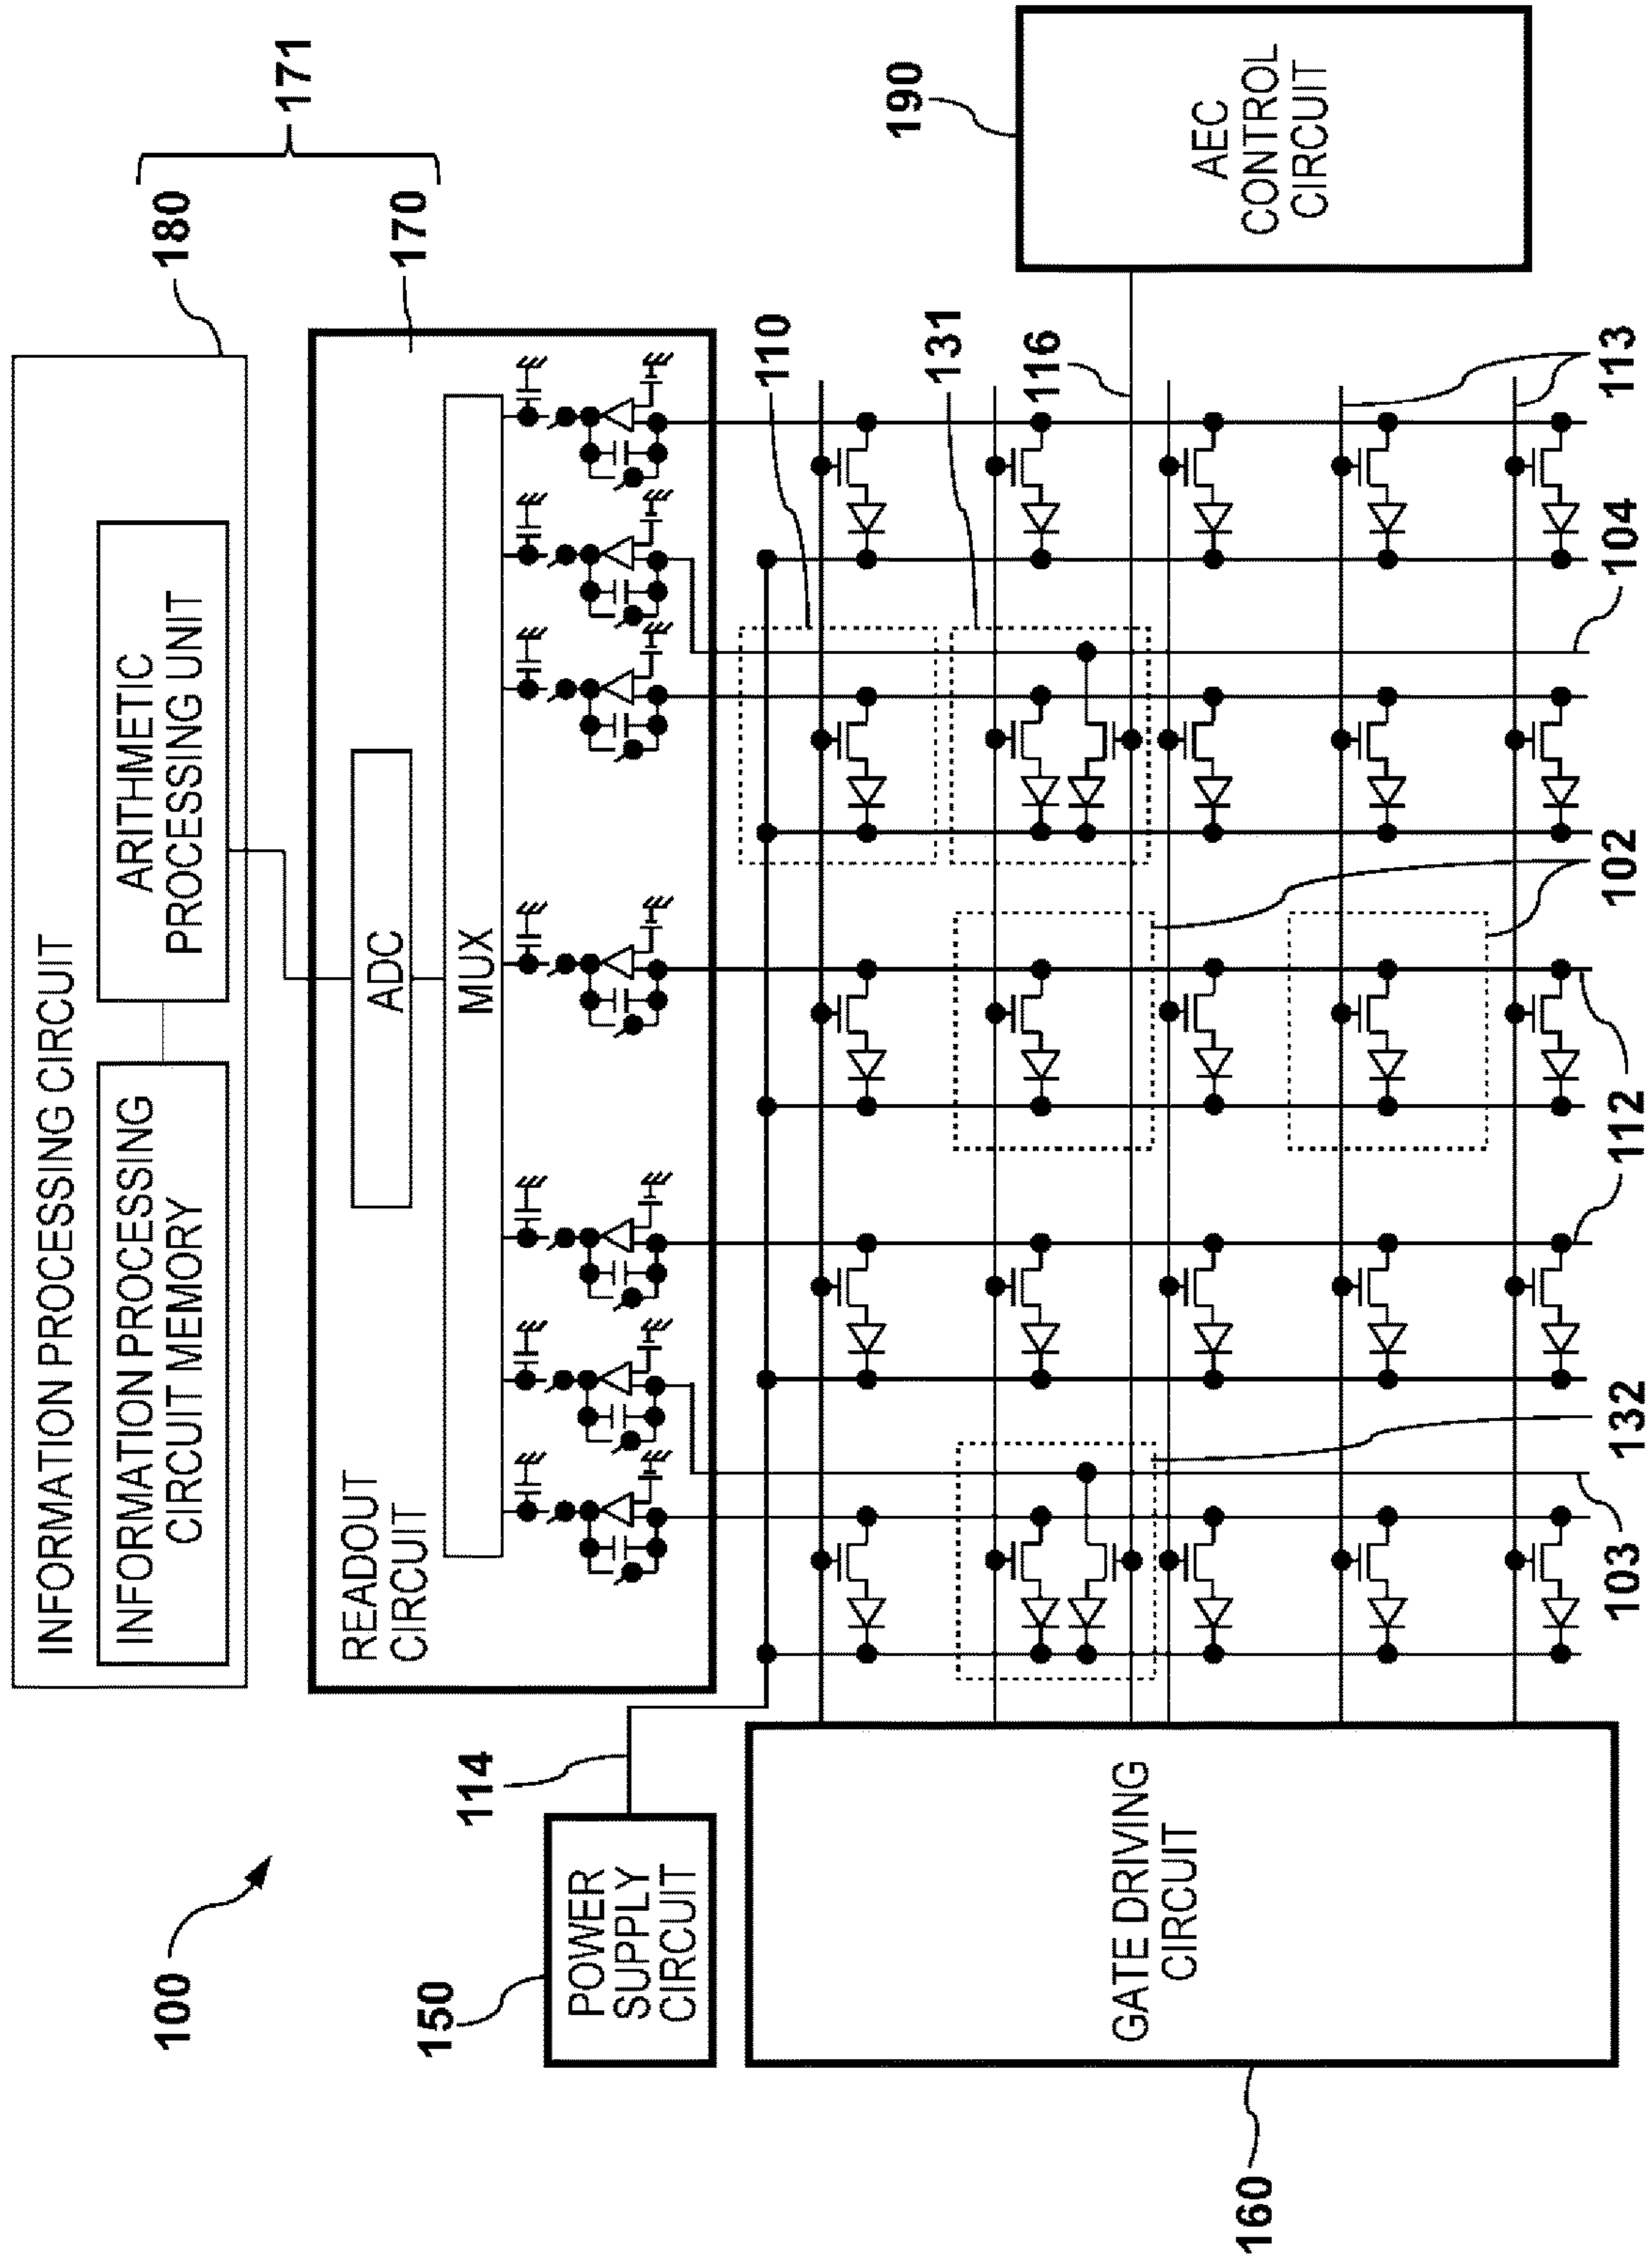 100
171
180
INFORMATION PROCESSING CIRCUIT
INFORMATION PROCESSING
CIRCUIT MEMORY
ARITHMETIC
PROCESSING UNIT
170
READOUT
CIRCUIT
ADC
MUX
150
POWER
SUPPLY
CIRCUIT
114
110
131
116
190
AEC
CONTROL
CIRCUIT
160
GATE DRIVING
CIRCUIT
103
132
112
102
104
113